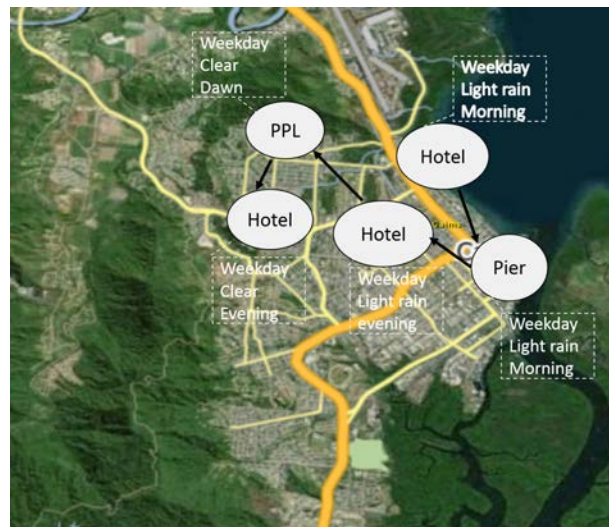 Weekday
Clear
Dawn
Weekday
Light rain
Morning
PPL
Hotel
Hotel
Hotel
Pier
Weekday
Clear
Evening
Weekday
Light rain
evening
Weekday
Light rain
Morning